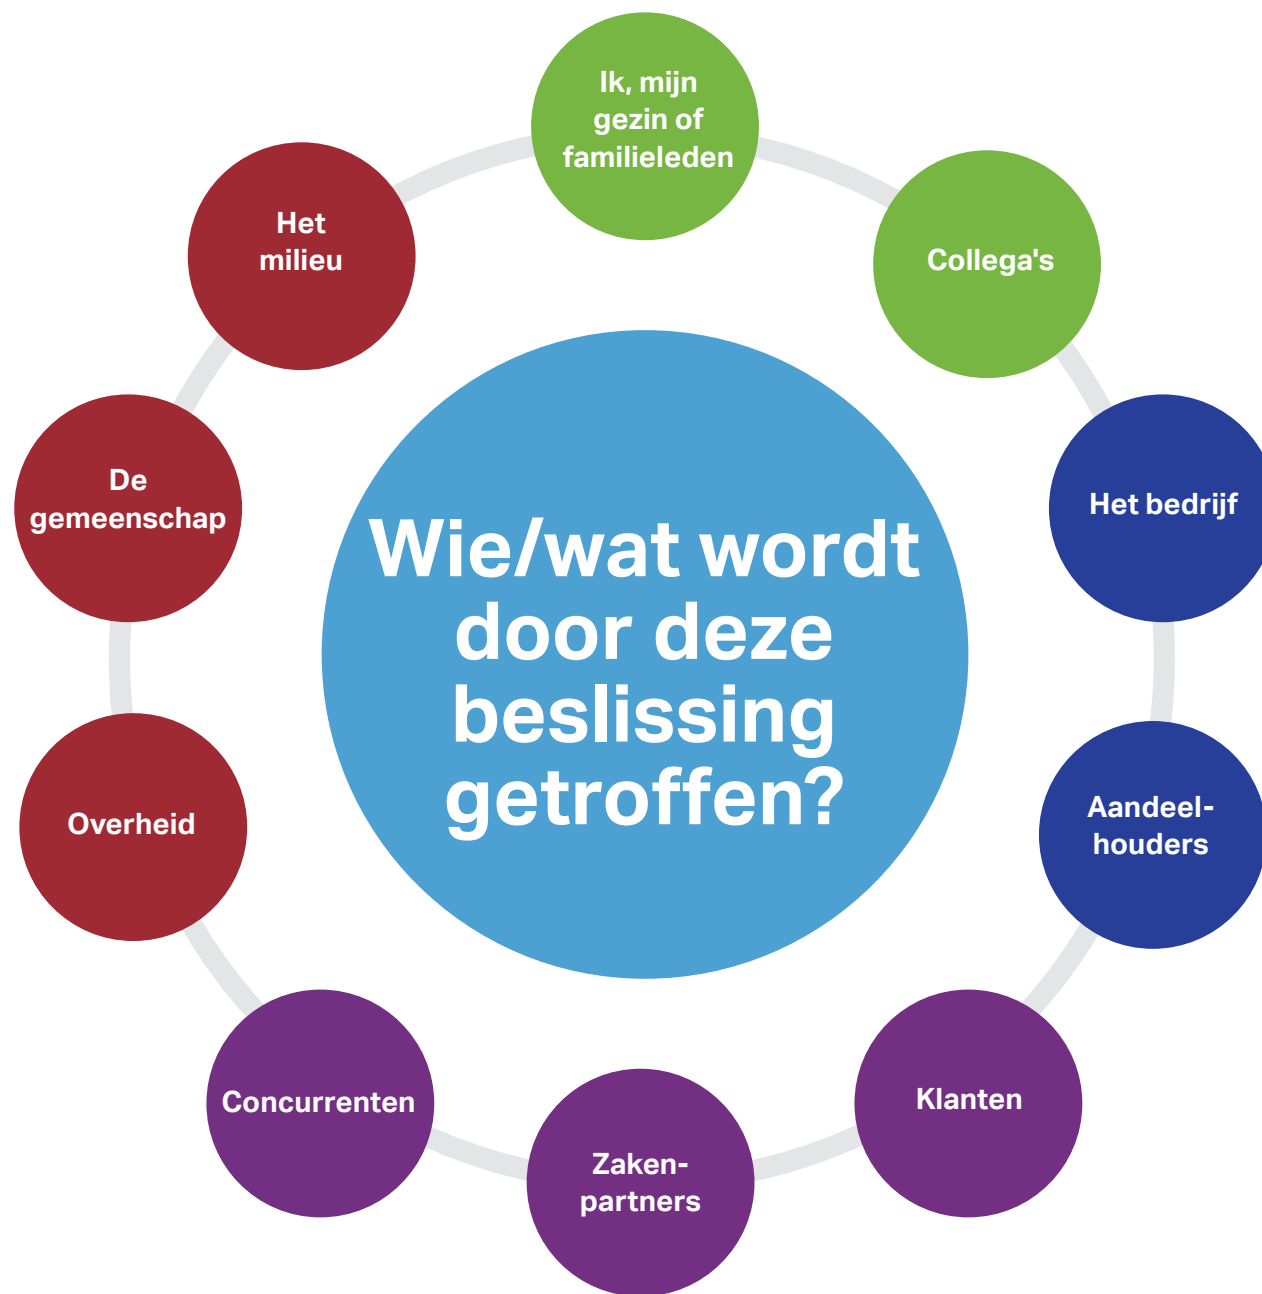 Ik, mijn
gezin of
familieleden
Collega's
Het bedrijf
Aandeel-
houders
Klanten
Zaken-
partners
Concurrenten
Overheid
De
gemeenschap
Het
milieu
Wie/wat wordt
door deze
beslissing
getroffen?